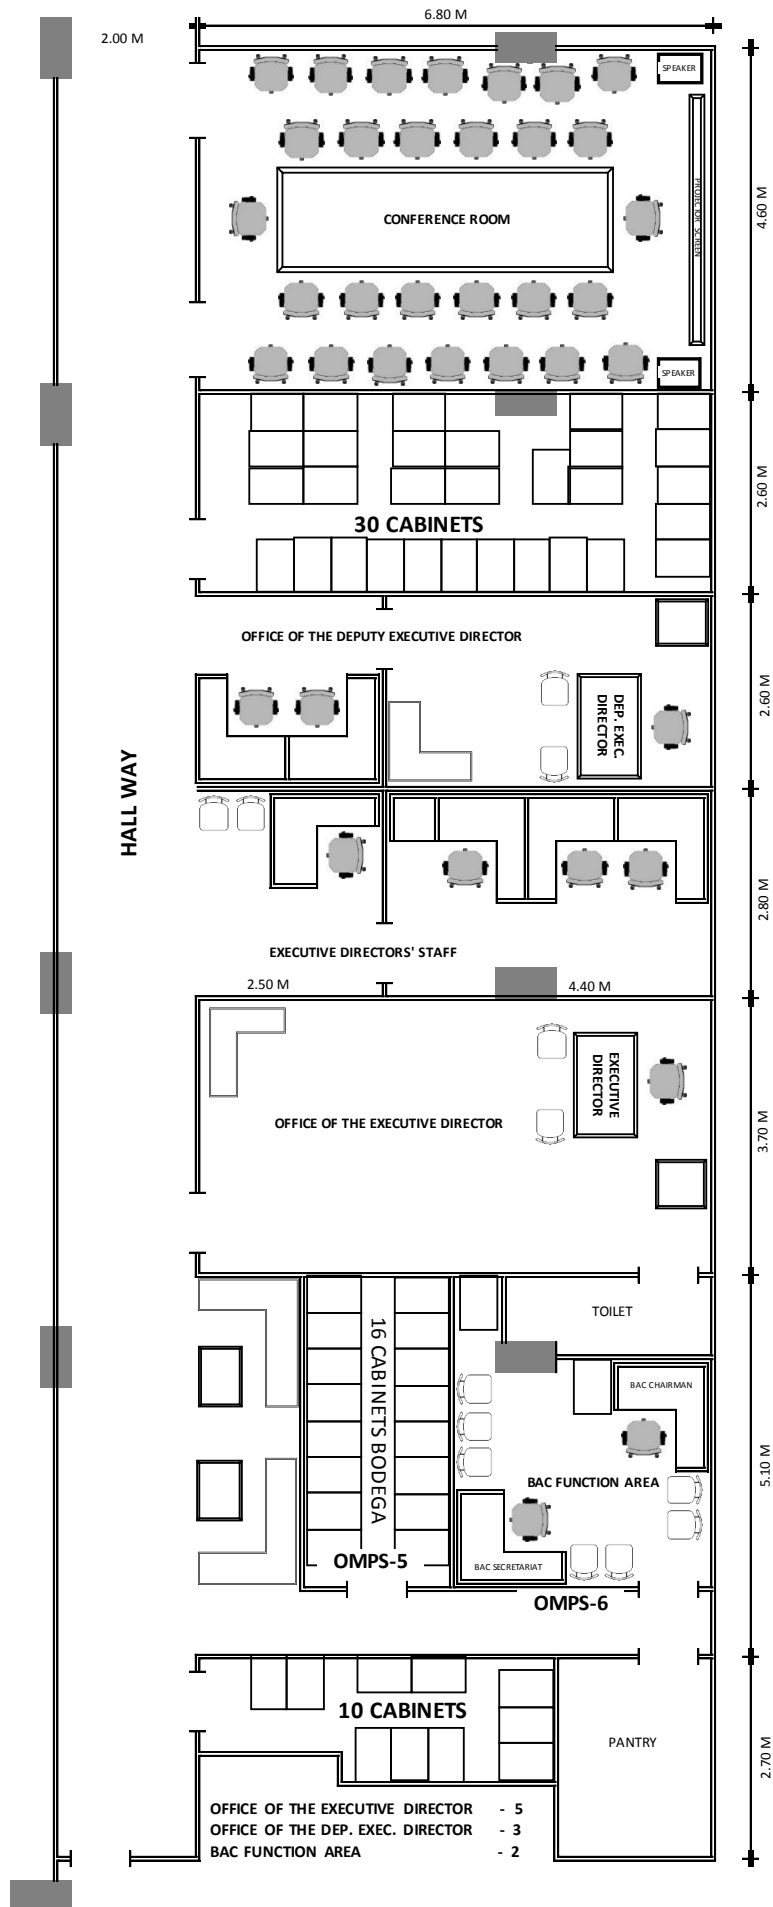 6.80 M
2.00 M
SPEAKER
PROJECTOR SCREEN
4.60 M
CONFERENCE ROOM
SPEAKER
2.60 M
30 CABINETS
OFFICE OF THE DEPUTY EXECUTIVE DIRECTOR
2.60 M
DEP. EXEC.
DIRECTOR
HALL WAY
2.80 M
EXECUTIVE DIRECTORS' STAFF
2.50 M
4.40 M
EXECUTIVE
DIRECTOR
OFFICE OF THE EXECUTIVE DIRECTOR
3.70 M
TOILET
16 CABINETS BODEGA
BAC CHAIRMAN
5.10 M
BAC FUNCTION AREA
OMPS-5
BAC SECRETARIAT
OMPS-6
10 CABINETS
PANTRY
2.70 M
OFFICE OF THE EXECUTIVE DIRECTOR - 5
OFFICE OF THE DEP. EXEC. DIRECTOR - 3
BAC FUNCTION AREA - 2